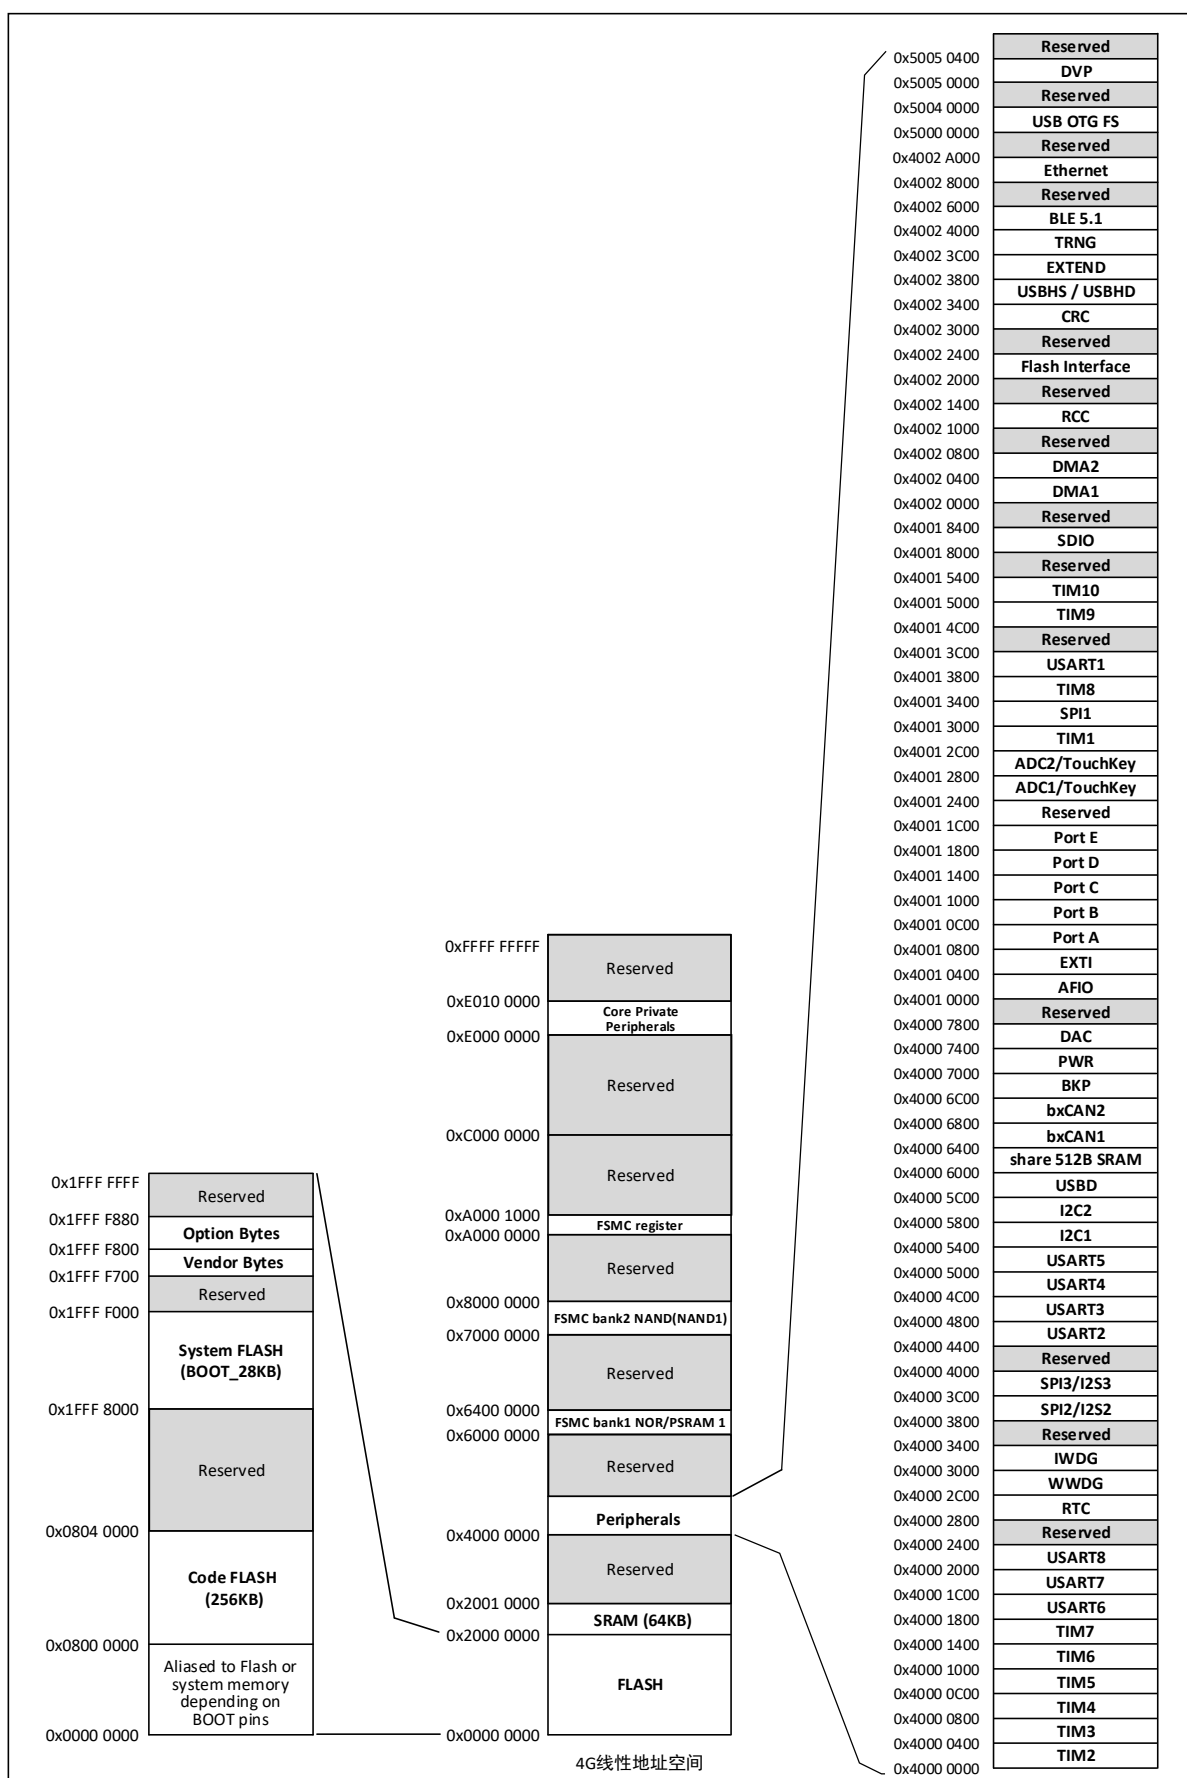 0x1FFF FFFF
Reserved
0x1FFF F880
Option Bytes
0x1FFF F800
Vendor Bytes
0x1FFF F700
Reserved
0x1FFF F000
System FLASH
(BOOT_28KB)
0x1FFF 8000
Reserved
0x0804 0000
Code FLASH
(256KB)
0x0800 0000
Aliased to Flash or
system memory
depending on
BOOT pins
0x0000 0000
0xFFFF FFFFF
Reserved
0xE010 0000
Core Private
Peripherals
0xE000 0000
Reserved
0xC000 0000
Reserved
0xA000 1000
FSMC register
0xA000 0000
Reserved
0x8000 0000
FSMC bank2 NAND(NAND1)
0x7000 0000
Reserved
0x6400 0000
FSMC bank1 NOR/PSRAM 1
0x6000 0000
Reserved
Peripherals
0x4000 0000
Reserved
0x2001 0000
SRAM (64KB)
0x2000 0000
FLASH
0x0000 0000
4G线性地址空间
Reserved
0x5005 0400
DVP
0x5005 0000
Reserved
0x5004 0000
USB OTG FS
0x5000 0000
Reserved
0x4002 A000
Ethernet
0x4002 8000
Reserved
0x4002 6000
BLE 5.1
0x4002 4000
TRNG
0x4002 3C00
EXTEND
0x4002 3800
USBHS / USBHD
0x4002 3400
CRC
0x4002 3000
Reserved
0x4002 2400
Flash Interface
0x4002 2000
Reserved
0x4002 1400
RCC
0x4002 1000
Reserved
0x4002 0800
DMA2
0x4002 0400
DMA1
0x4002 0000
Reserved
0x4001 8400
SDIO
0x4001 8000
Reserved
0x4001 5400
TIM10
0x4001 5000
TIM9
0x4001 4C00
Reserved
0x4001 3C00
USART1
0x4001 3800
TIM8
0x4001 3400
SPI1
0x4001 3000
TIM1
0x4001 2C00
ADC2/TouchKey
0x4001 2800
ADC1/TouchKey
0x4001 2400
Reserved
0x4001 1C00
Port E
0x4001 1800
Port D
0x4001 1400
Port C
0x4001 1000
Port B
0x4001 0C00
Port A
0x4001 0800
EXTI
0x4001 0400
AFIO
0x4001 0000
Reserved
0x4000 7800
DAC
0x4000 7400
PWR
0x4000 7000
BKP
0x4000 6C00
bxCAN2
0x4000 6800
bxCAN1
0x4000 6400
share 512B SRAM
0x4000 6000
USBD
0x4000 5C00
I2C2
0x4000 5800
I2C1
0x4000 5400
USART5
0x4000 5000
USART4
0x4000 4C00
USART3
0x4000 4800
USART2
0x4000 4400
Reserved
0x4000 4000
SPI3/I2S3
0x4000 3C00
SPI2/I2S2
0x4000 3800
Reserved
0x4000 3400
IWDG
0x4000 3000
WWDG
0x4000 2C00
RTC
0x4000 2800
Reserved
0x4000 2400
USART8
0x4000 2000
USART7
0x4000 1C00
USART6
0x4000 1800
TIM7
0x4000 1400
TIM6
0x4000 1000
TIM5
0x4000 0C00
TIM4
0x4000 0800
TIM3
0x4000 0400
TIM2
0x4000 0000